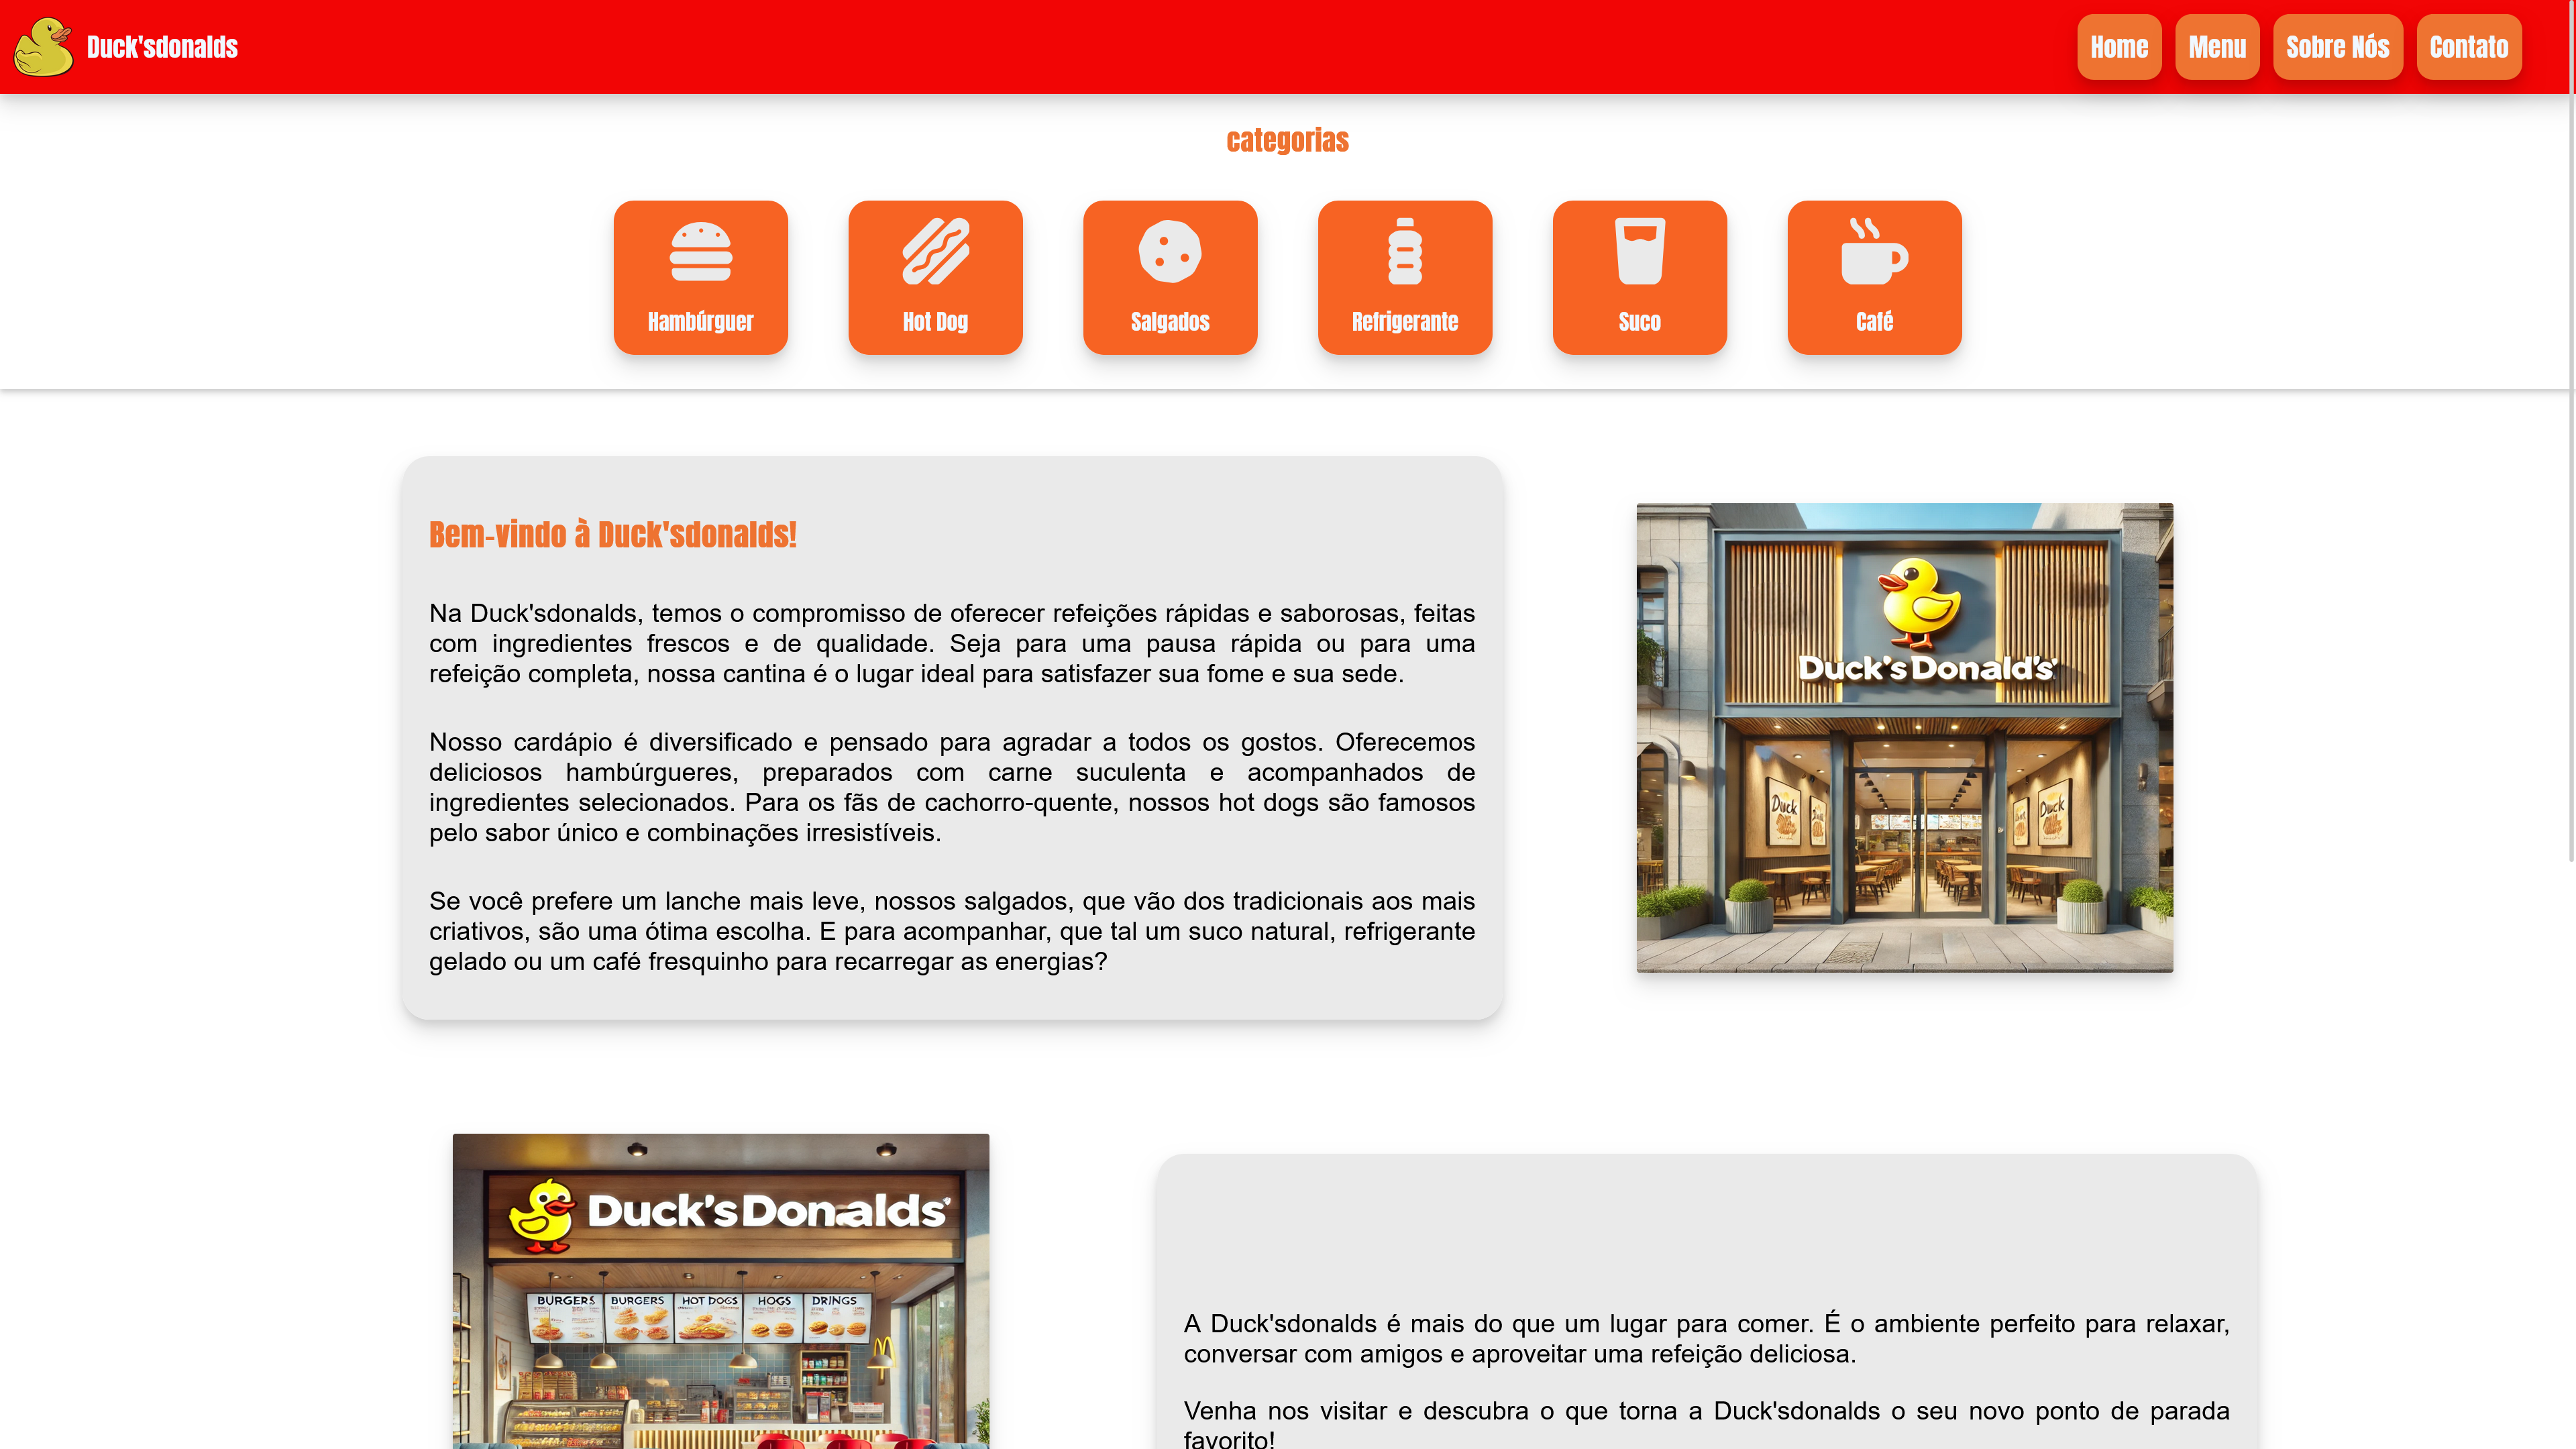 Duck'sdonalds
Home
Menu
Sobre Nós
Contato
categorias
Hambúrguer
Hot Dog
Salgados
Refrigerante
Suco
Café
Bem-vindo à Duck'sdonalds!
Na Duck'sdonalds, temos o compromisso de oferecer refeições rápidas e saborosas, feitas
com ingredientes frescos e de qualidade. Seja para uma pausa rápida ou para uma
refeição completa, nossa cantina é o lugar ideal para satisfazer sua fome e sua sede.
Nosso cardápio é diversificado e pensado para agradar a todos os gostos. Oferecemos
deliciosos hambúrgueres, preparados com carne suculenta e acompanhados de
ingredientes selecionados. Para os fãs de cachorro-quente, nossos hot dogs são famosos
pelo sabor único e combinações irresistíveis.
Se você prefere um lanche mais leve, nossos salgados, que vão dos tradicionais aos mais
criativos, são uma ótima escolha. E para acompanhar, que tal um suco natural, refrigerante
gelado ou um café fresquinho para recarregar as energias?
Duck's Donald's
Duck
Duck
Duck's Donalds
BURGERS
BURGERS
HOT DOGS
HOGS
DRINGS
A Duck'sdonalds é mais do que um lugar para comer. É o ambiente perfeito para relaxar,
conversar com amigos e aproveitar uma refeição deliciosa.
Venha nos visitar e descubra o que torna a Duck'sdonalds o seu novo ponto de parada
favorito!